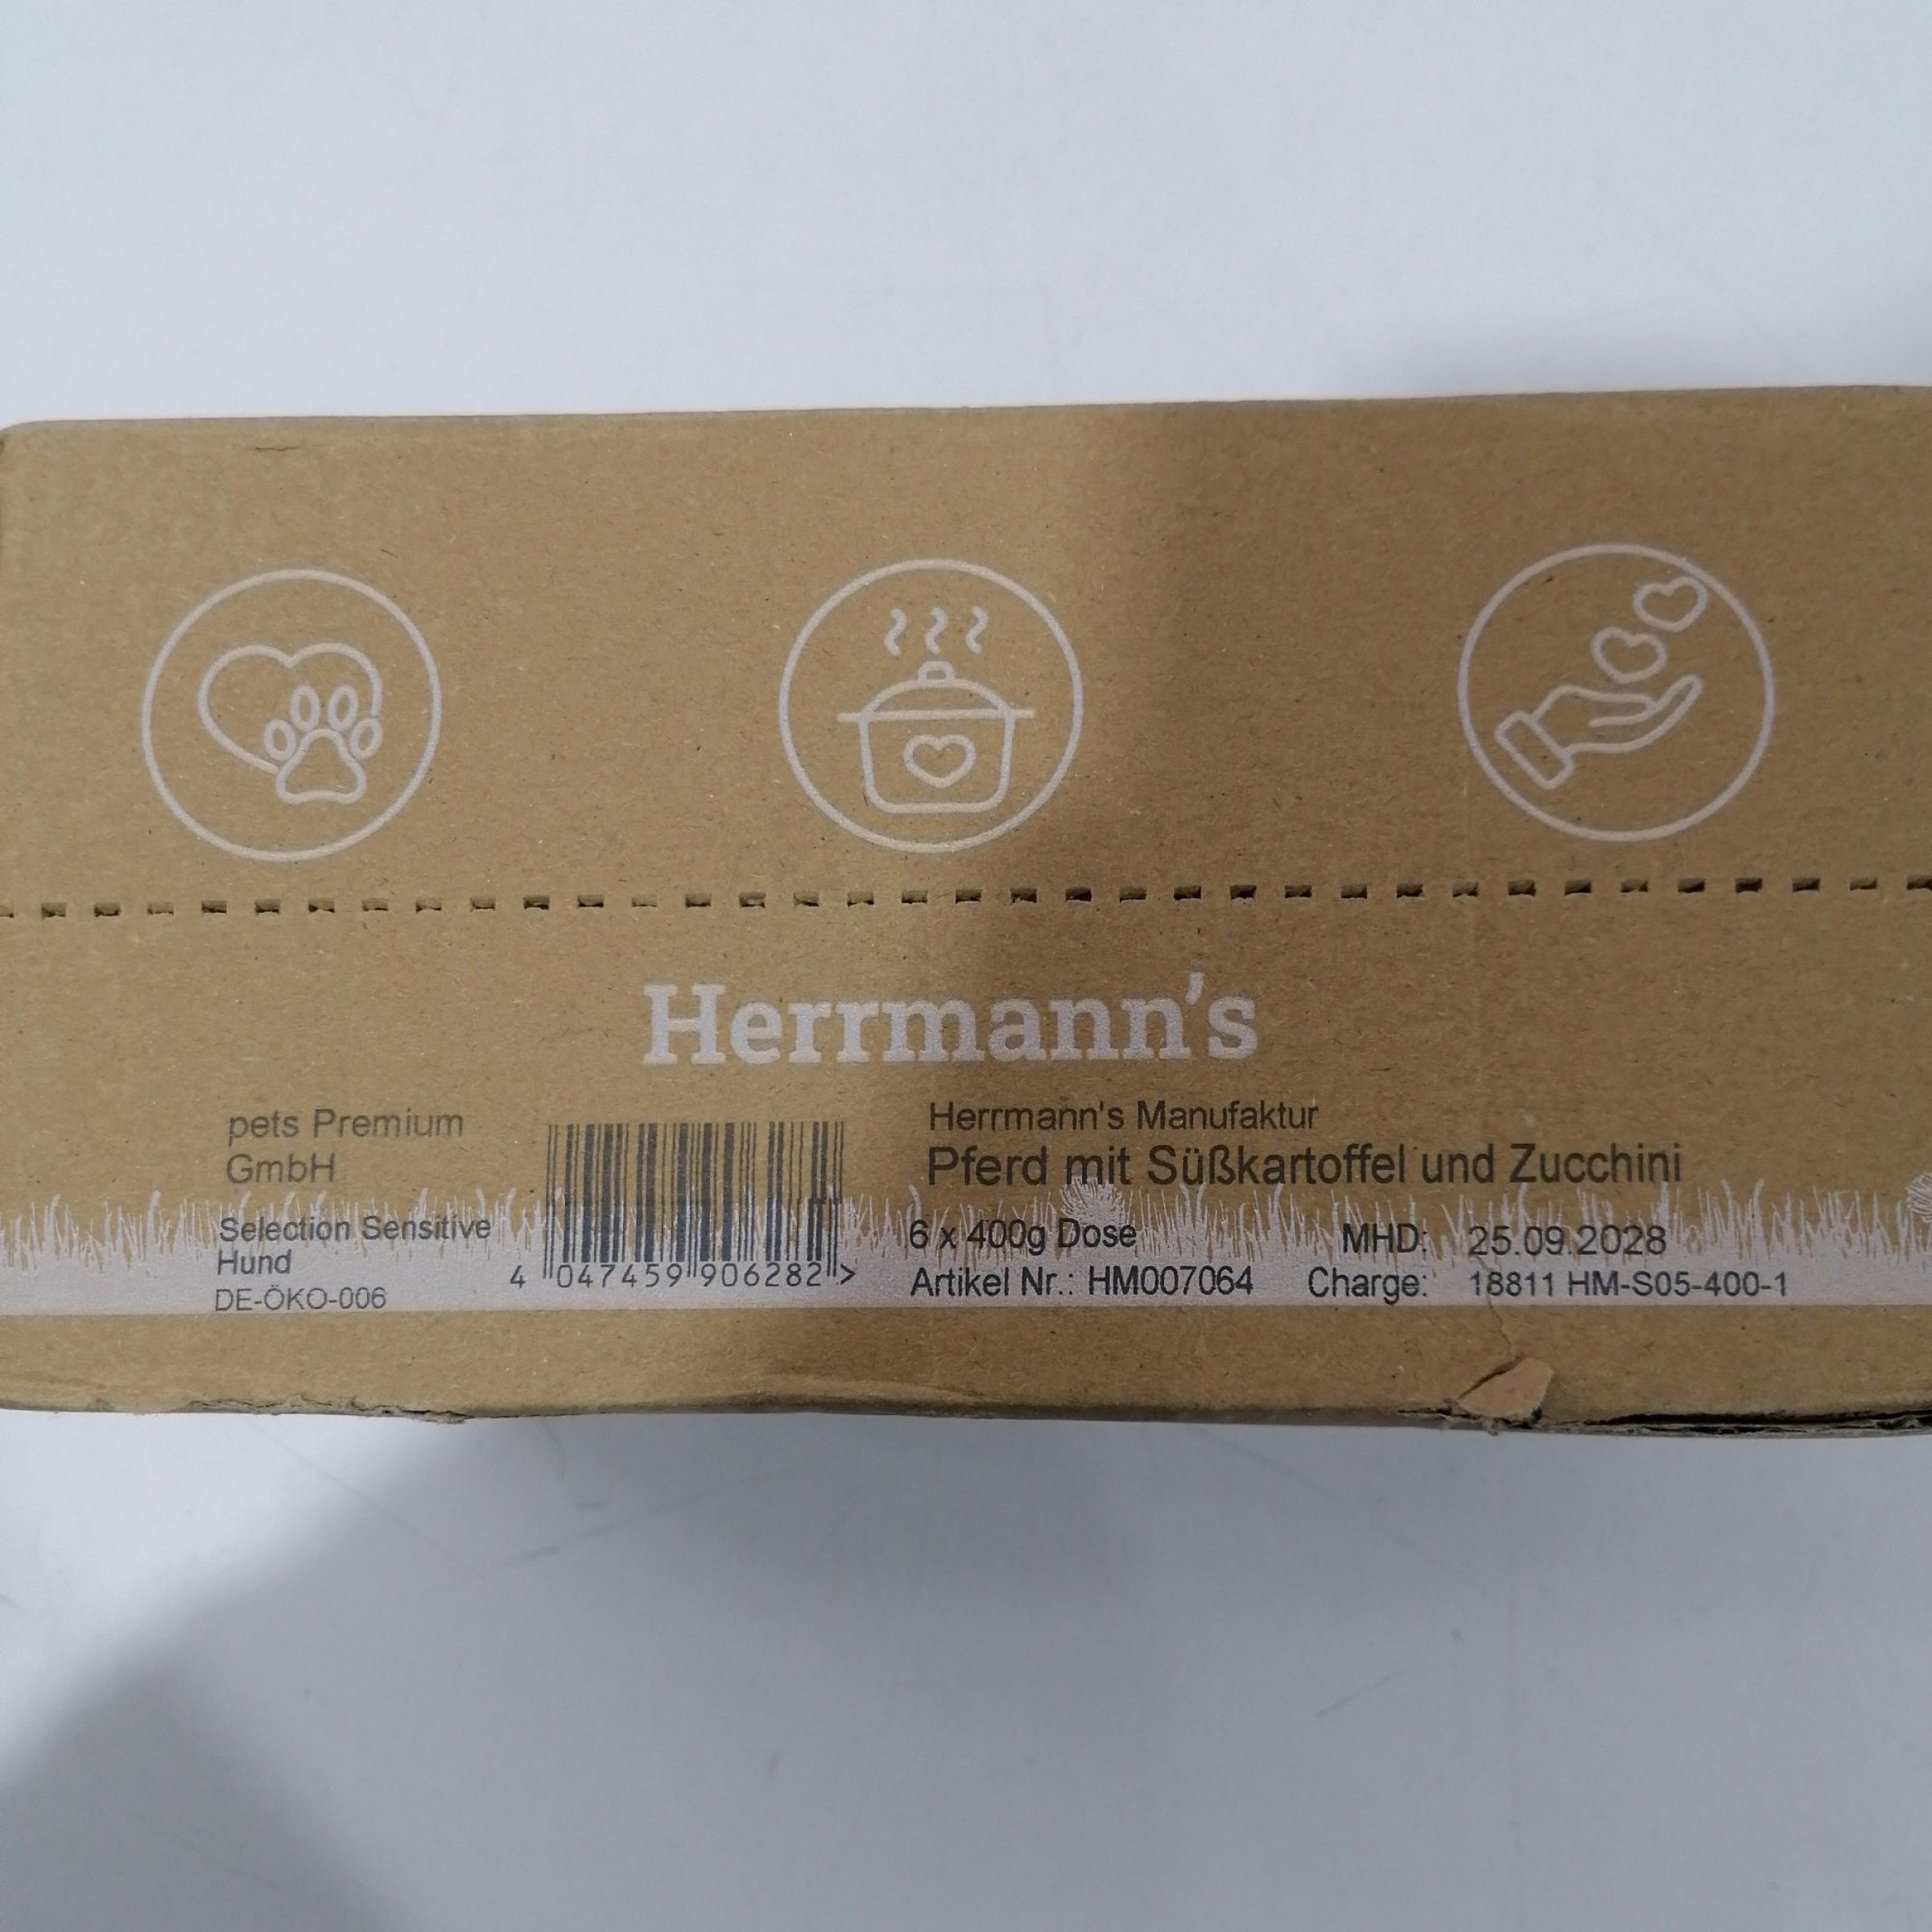 Herrmann's
pets Premium
GmbH
Selection Sensitive
Hund
DE-ÖKO-006
4 047459 906282 >
Herrmann's Manufaktur
Pferd mit Süßkartoffel und Zucchini
6 x 400g Dose MHD: 25.09.2028
Artikel Nr.: HM007064 Charge: 18811 HM-S05-400-1